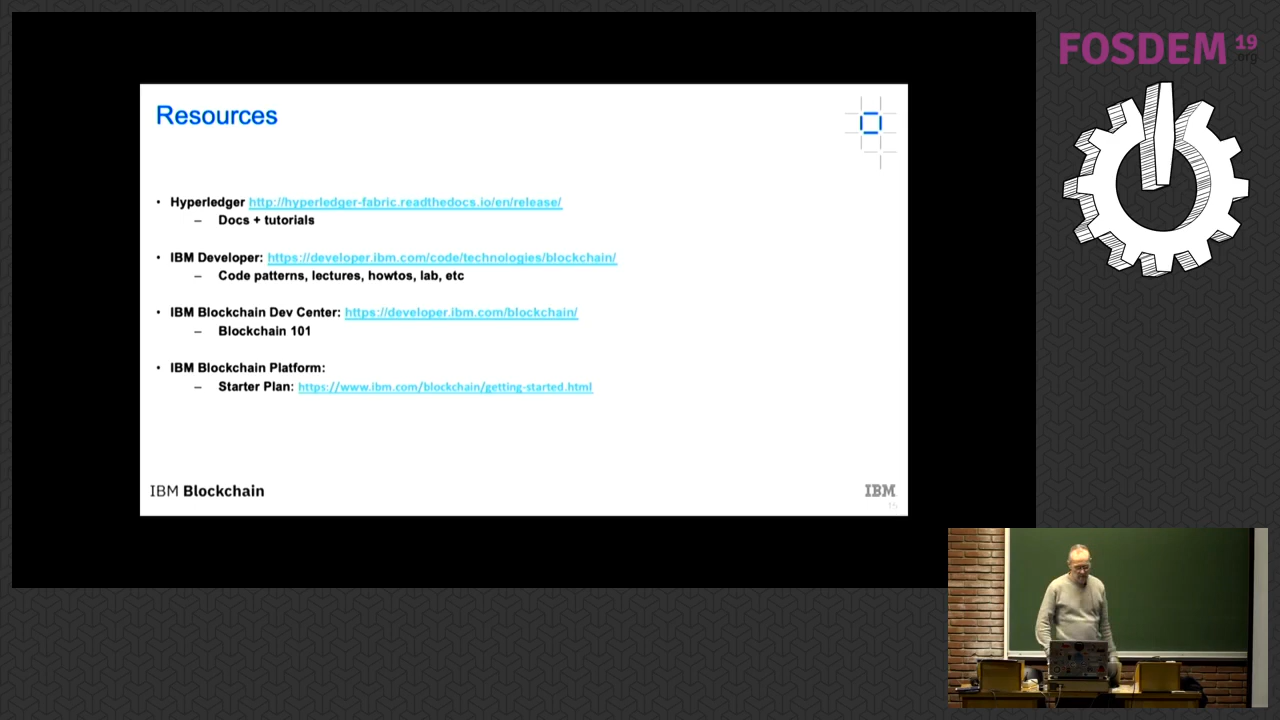 FOSDEM 19
.org
Resources
• Hyperledger http://hyperledger-fabric.readthedocs.io/en/release/
– Docs + tutorials
• IBM Developer: https://developer.ibm.com/code/technologies/blockchain/
– Code patterns, lectures, howtos, lab, etc
• IBM Blockchain Dev Center: https://developer.ibm.com/blockchain/
– Blockchain 101
• IBM Blockchain Platform:
– Starter Plan: https://www.ibm.com/blockchain/getting-started.html
IBM Blockchain
IBM
15